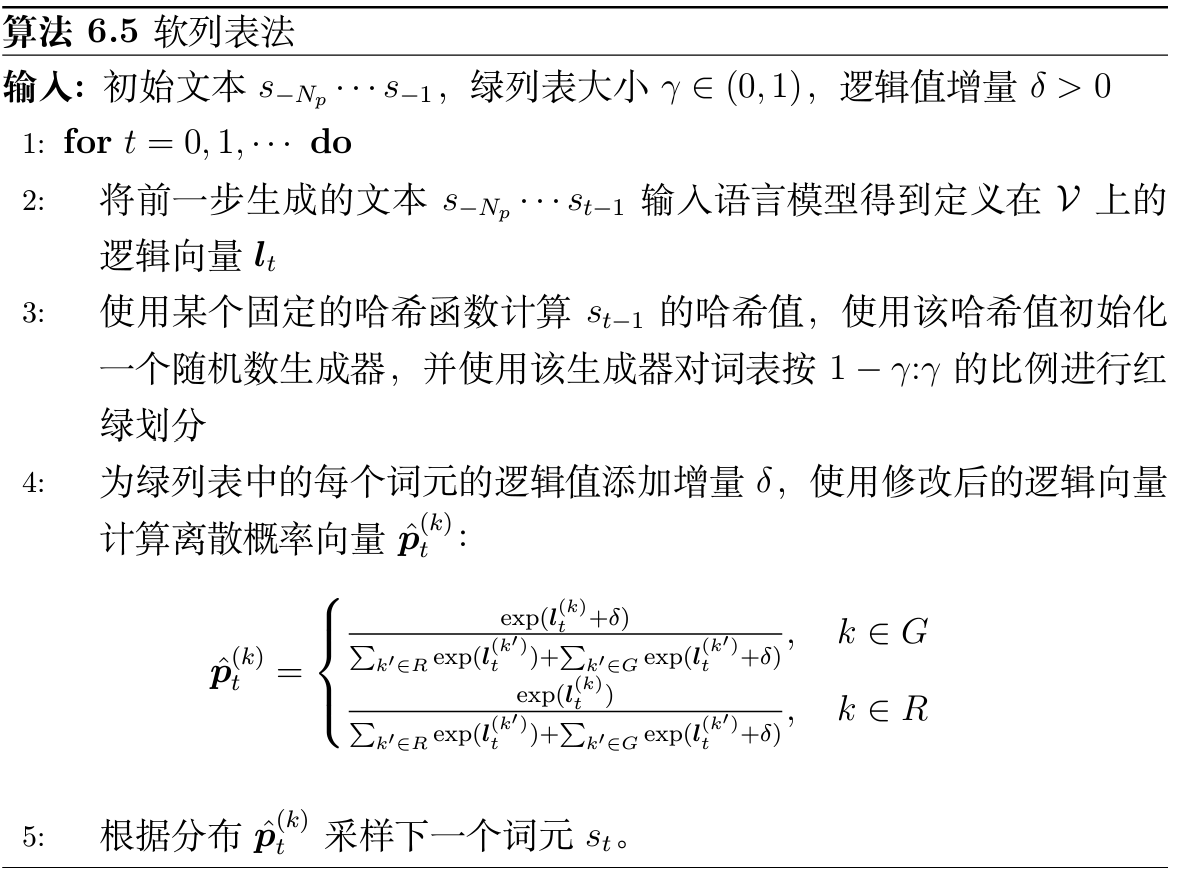 算法 6.5 软列表法
输入: 初始文本 $s_{-N_p} \cdots s_{-1}$，绿列表大小 $\gamma \in (0, 1)$，逻辑值增量 $\delta > 0$
1: for $t = 0, 1, \cdots$ do
2: 将前一步生成的文本 $s_{-N_p} \cdots s_{t-1}$ 输入语言模型得到定义在 $\mathcal{V}$ 上的
逻辑向量 $\boldsymbol{l}_t$
3: 使用某个固定的哈希函数计算 $s_{t-1}$ 的哈希值，使用该哈希值初始化
一个随机数生成器，并使用该生成器对词表按 $1 - \gamma$:$\gamma$ 的比例进行红
绿划分
4: 为绿列表中的每个词元的逻辑值添加增量 $\delta$，使用修改后的逻辑向量
计算离散概率向量 $\hat{\boldsymbol{p}}_t^{(k)}$：
$\hat{\boldsymbol{p}}_t^{(k)} = \begin{cases} \frac{\exp(\boldsymbol{l}_t^{(k)}+\delta)}{\sum_{k' \in R} \exp(\boldsymbol{l}_t^{(k')})+\sum_{k' \in G} \exp(\boldsymbol{l}_t^{(k')}+\delta)}, & k \in G \\ \frac{\exp(\boldsymbol{l}_t^{(k)})}{\sum_{k' \in R} \exp(\boldsymbol{l}_t^{(k')})+\sum_{k' \in G} \exp(\boldsymbol{l}_t^{(k')}+\delta)}, & k \in R \end{cases}$
5: 根据分布 $\hat{\boldsymbol{p}}_t^{(k)}$ 采样下一个词元 $s_t$。